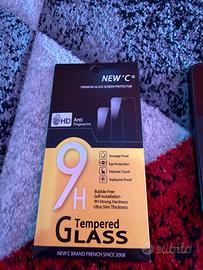 NEW'C®
PREMIUM GLASS SCREEN PROTECTOR
HD Anti
Fingerprint
Smudge Proof
Eye Protection
Delicate Touch
Explosion Proof
9H
Bubble Free
Self-installation
9H Strong Hardness
Ultra Slim Thickness
Tempered
GLASS
NEW'C BRAND FRENCH SINCE 2008
subito